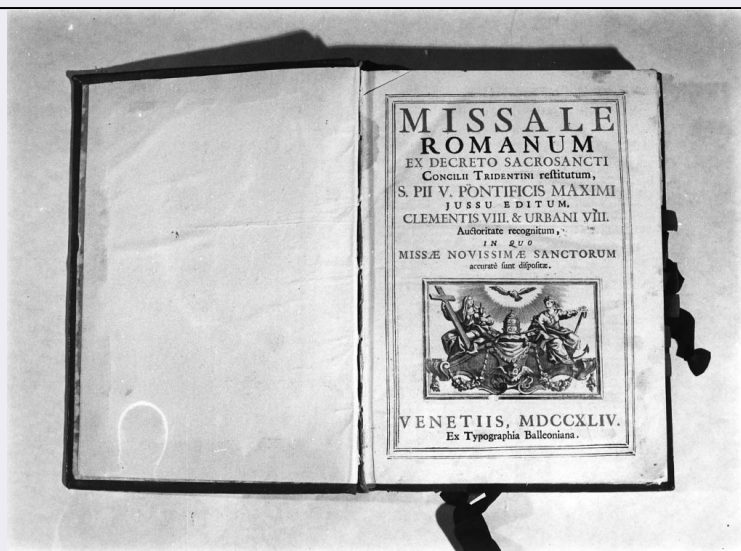 MISSALE
ROMANUM
EX DECRETO SACROSANCTI
CONCILII TRIDENTINI reſtitutum,
S. PII V. PONTIFICIS MAXIMI
JUSSU EDITUM,
CLEMENTIS VIII. & URBANI VIII.
Auctoritate recognitum,
IN QUO
MISSÆ NOVISSIMÆ SANCTORUM
accuratè ſunt diſpoſitæ.
VENETIIS, MDCCXLIV.
Ex Typographia Balleoniana.